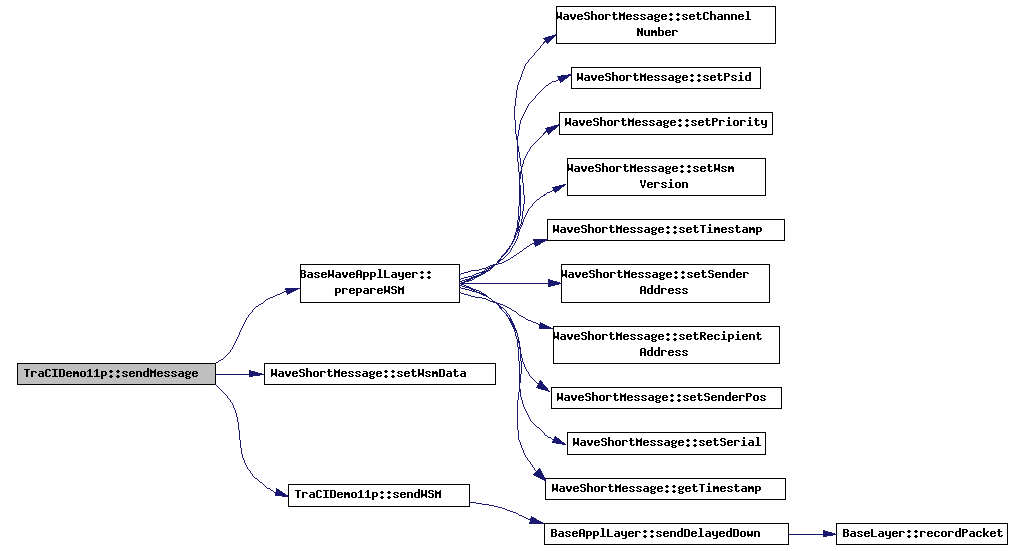 WaveShortMessage::setChannel
Number
WaveShortMessage::setPsid
WaveShortMessage::setPriority
WaveShortMessage::setWsm
Version
WaveShortMessage::setTimestamp
BaseWaveApplLayer::
prepareWSM
WaveShortMessage::setSender
Address
WaveShortMessage::setRecipient
Address
TraCIDemo11p::sendMessage
WaveShortMessage::setWsmData
WaveShortMessage::setSenderPos
WaveShortMessage::setSerial
TraCIDemo11p::sendWSM
WaveShortMessage::getTimestamp
BaseApplLayer::sendDelayedDown
BaseLayer::recordPacket